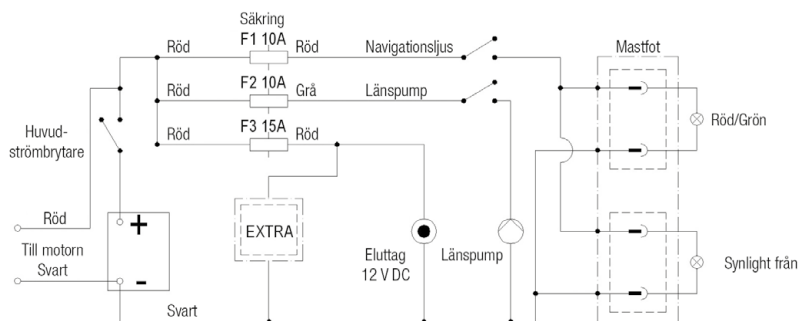 Säkring
F1 10A
Röd
Röd
Navigationsljus
Mastfot
F2 10A
Röd
Grå
Länspump
Röd/Grön
F3 15A
Röd
Röd
Huvud-
strömbrytare
Röd
+
EXTRA
Till motorn
Eluttag
12 V DC
Länspump
Synlight från
Svart
-
Svart